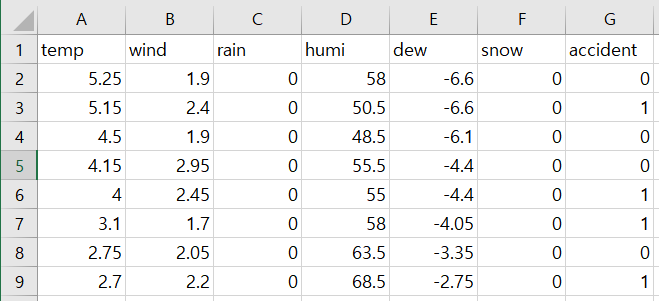 A B C D E F G
1 temp wind rain humi dew snow accident
2 5.25 1.9 0 58 -6.6 0 0
3 5.15 2.4 0 50.5 -6.6 0 1
4 4.5 1.9 0 48.5 -6.1 0 0
5 4.15 2.95 0 55.5 -4.4 0 0
6 4 2.45 0 55 -4.4 0 1
7 3.1 1.7 0 58 -4.05 0 1
8 2.75 2.05 0 63.5 -3.35 0 0
9 2.7 2.2 0 68.5 -2.75 0 1